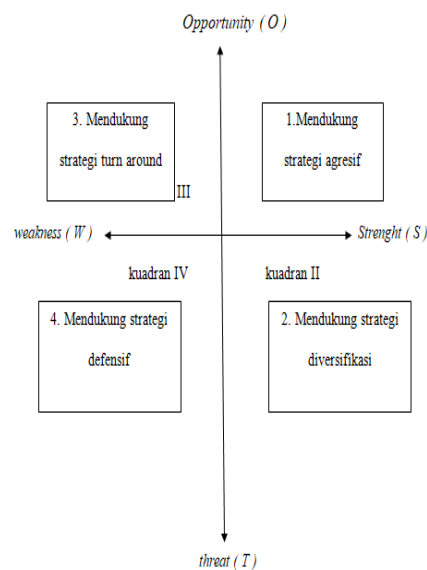 Opportunity ( O )
3. Mendukung
strategi turn around
1.Mendukung
strategi agresif
III
weakness ( W )
Strenght ( S )
kuadran IV
kuadran II
4. Mendukung strategi
defensif
2. Mendukung strategi
diversifikasi
threat ( T )